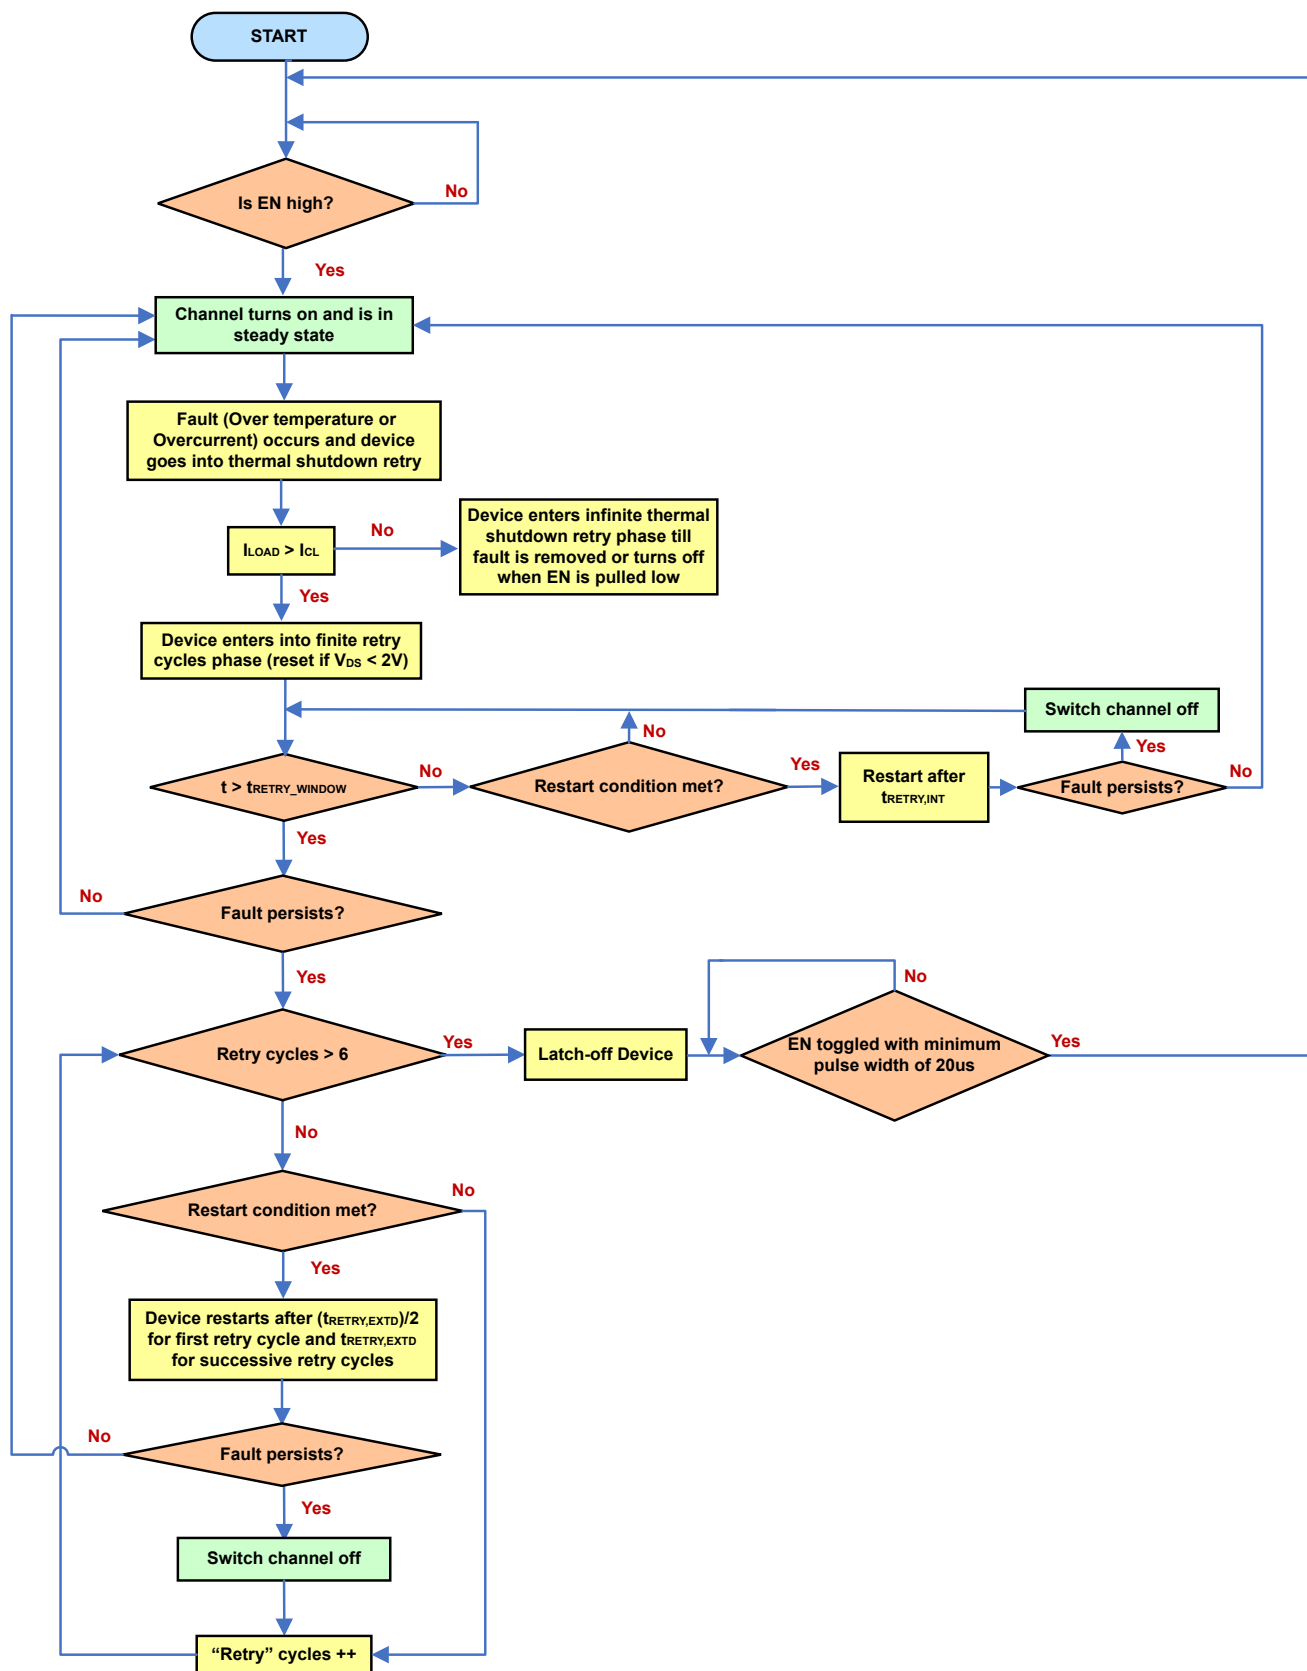 START
Is EN high?
No
Yes
Channel turns on and is in
steady state
Fault (Over temperature or
Overcurrent) occurs and device
goes into thermal shutdown retry
ILOAD > ICL
No
Device enters infinite thermal
shutdown retry phase till
fault is removed or turns off
when EN is pulled low
Yes
Device enters into finite retry
cycles phase (reset if VDS < 2V)
Switch channel off
No
Yes
t > tRETRY_WINDOW
No
Restart condition met?
Yes
Restart after
tRETRY,INT
Fault persists?
No
Yes
No
Fault persists?
Yes
No
Retry cycles > 6
Yes
Latch-off Device
EN toggled with minimum
pulse width of 20us
Yes
No
Restart condition met?
No
Yes
Device restarts after (tRETRY,EXTD)/2
for first retry cycle and tRETRY,EXTD
for successive retry cycles
No
Fault persists?
Yes
Switch channel off
“Retry” cycles ++